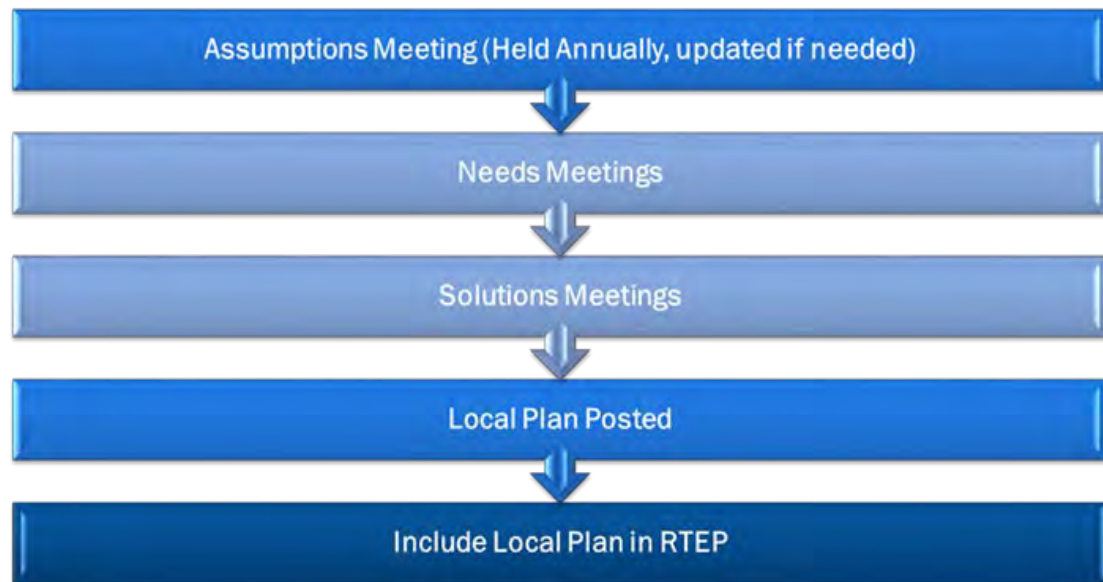 Assumptions Meeting (Held Annually, updated if needed)
Needs Meetings
Solutions Meetings
Local Plan Posted
Include Local Plan in RTEP